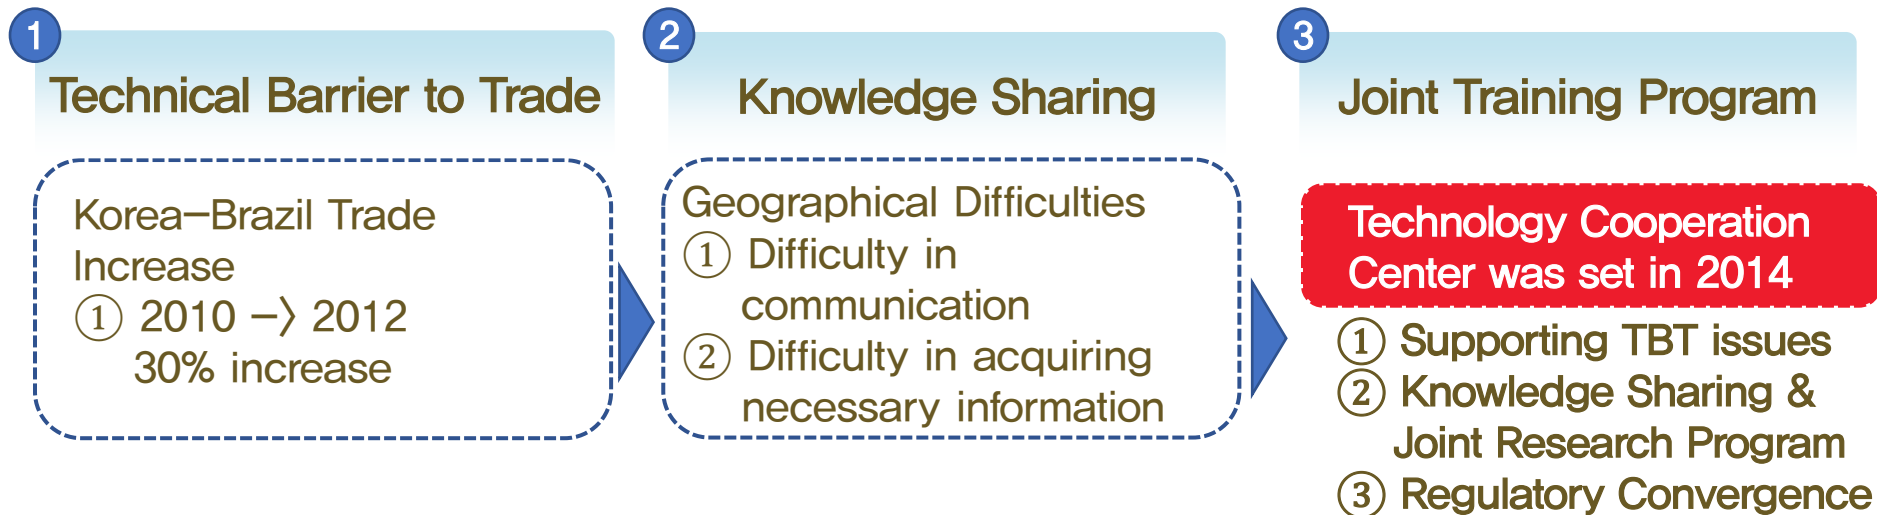 1
Technical Barrier to Trade
Korea–Brazil Trade
Increase
① 2010 –> 2012
30% increase
2
Knowledge Sharing
Geographical Difficulties
① Difficulty in
communication
② Difficulty in acquiring
necessary information
3
Joint Training Program
Technology Cooperation
Center was set in 2014
① Supporting TBT issues
② Knowledge Sharing &
Joint Research Program
③ Regulatory Convergence